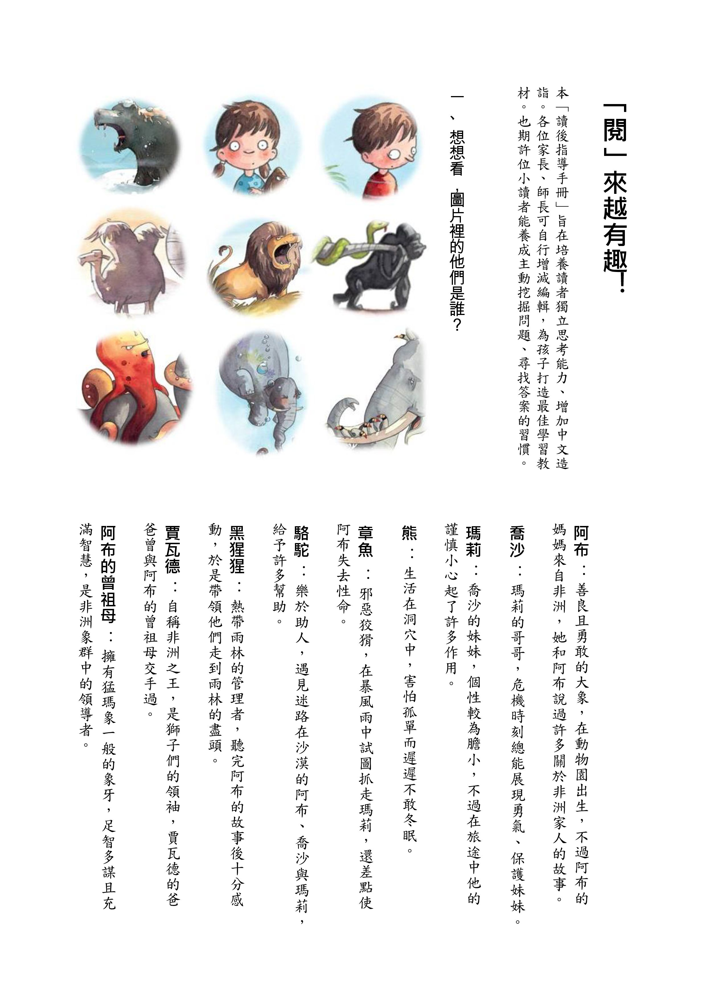 「閱」來越有趣！
本「讀後指導手冊」旨在培養讀者獨立思考能力、增加中文造
詣。各位家長、師長可自行增減編輯，為孩子打造最佳學習教
材。也期許位小讀者能養成主動挖掘問題、尋找答案的習慣。
一、想想看，圖片裡的他們是誰？
阿布：善良且勇敢的大象，在動物園出生，不過阿布的
媽媽來自非洲，她和阿布說過許多關於非洲家人的故事。
喬沙：瑪莉的哥哥，危機時刻總能展現勇氣、保護妹妹。
瑪莉：喬沙的妹妹，個性較為膽小，不過在旅途中他的
謹慎小心起了許多作用。
熊：生活在洞穴中，害怕孤單而遲遲不敢冬眠。
章魚：邪惡狡猾，在暴風雨中試圖抓走瑪莉，還差點使
阿布失去性命。
駱駝：樂於助人，遇見迷路在沙漠的阿布、喬沙與瑪莉，
給予許多幫助。
黑猩猩：熱帶雨林的管理者，聽完阿布的故事後十分感
動，於是帶領他們走到雨林的盡頭。
賈瓦德：自稱非洲之王，是獅子們的領袖，賈瓦德的爸
爸曾與阿布的曾祖母交手過。
阿布的曾祖母：擁有猛瑪象一般的象牙，足智多謀且充
滿智慧，是非洲象群中的領導者。